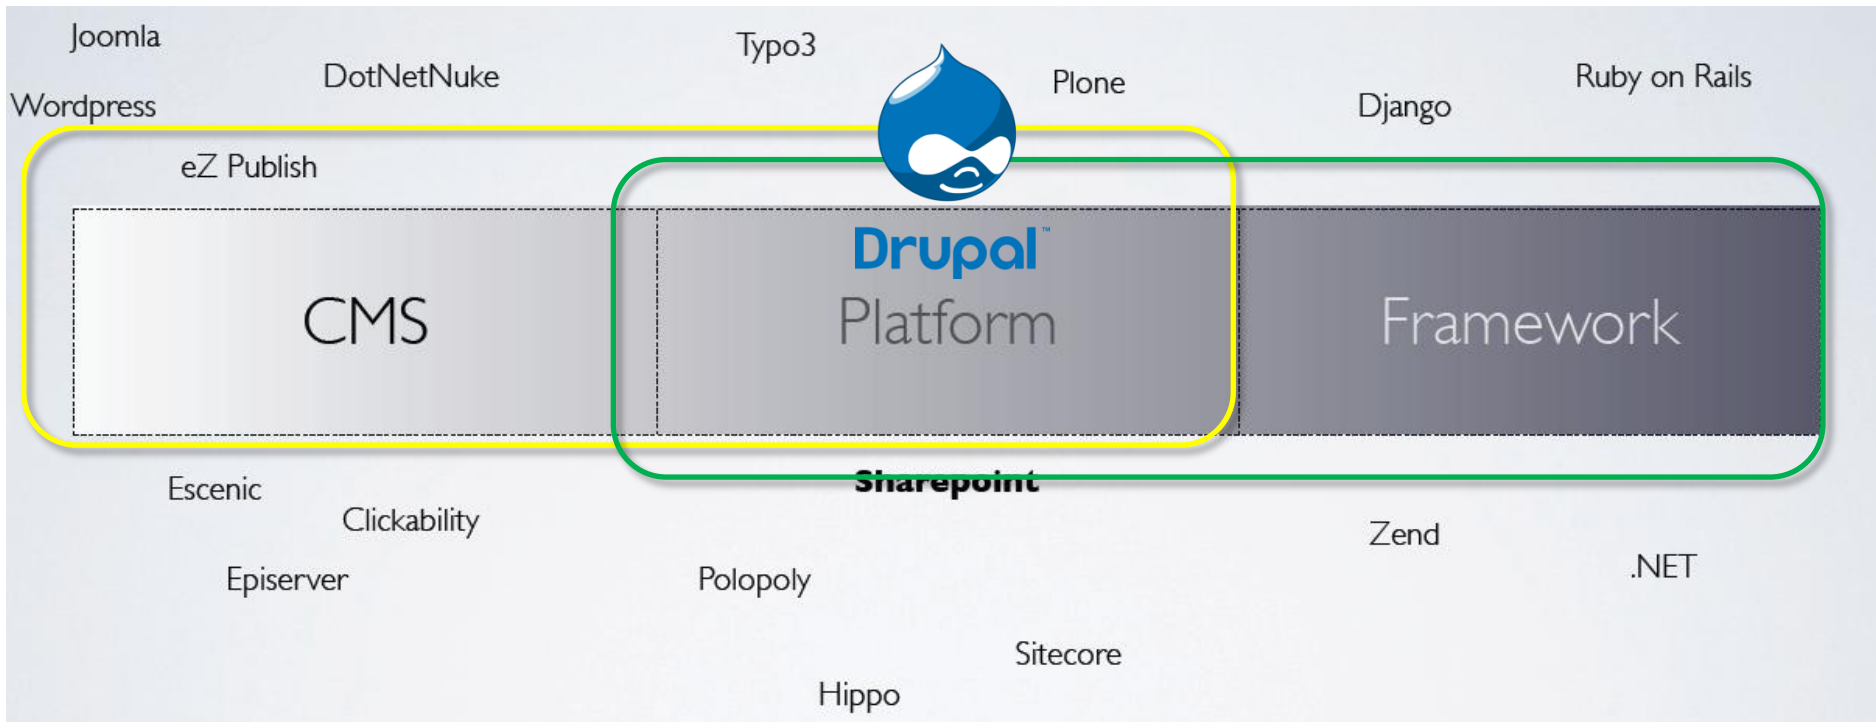 Joomla
Typo3
DotNetNuke
Plone
Ruby on Rails
Wordpress
Django
eZ Publish
Drupal™
CMS
Platform
Framework
Escenic
Sharepoint
Clickability
Zend
Episerver
Polopoly
.NET
Sitecore
Hippo